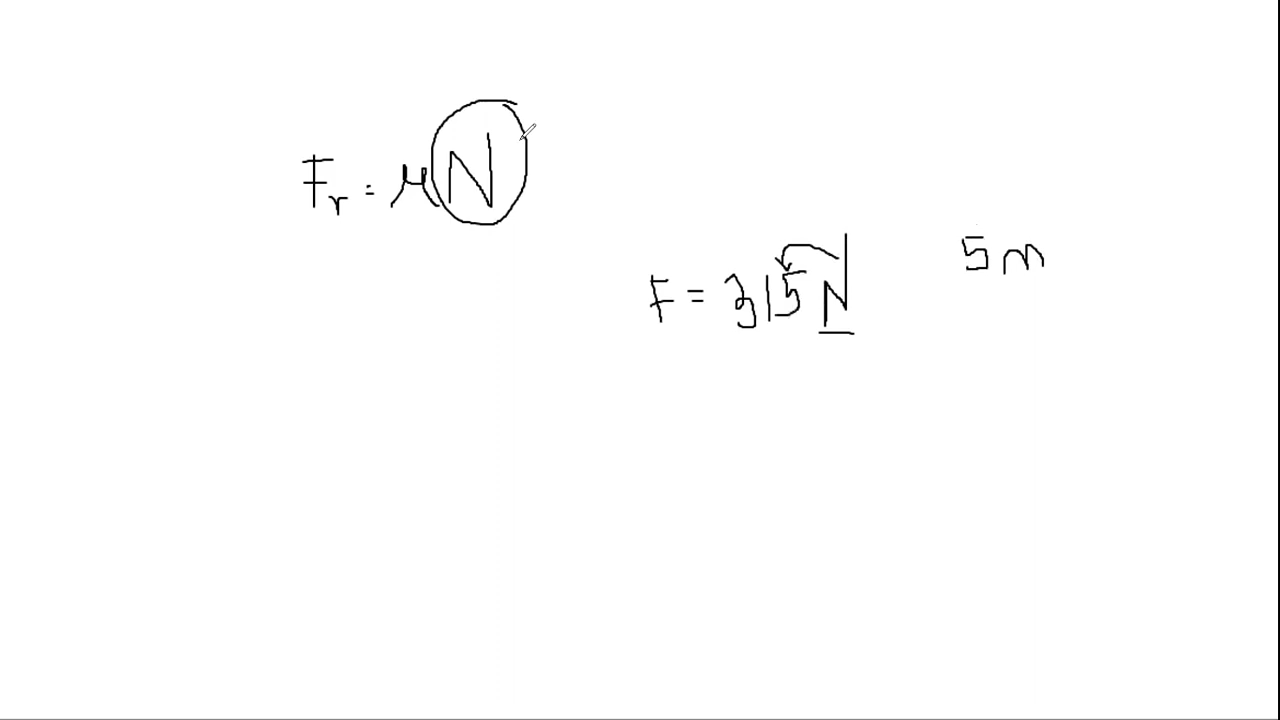 Fr = μN
F = 315 N
5 m